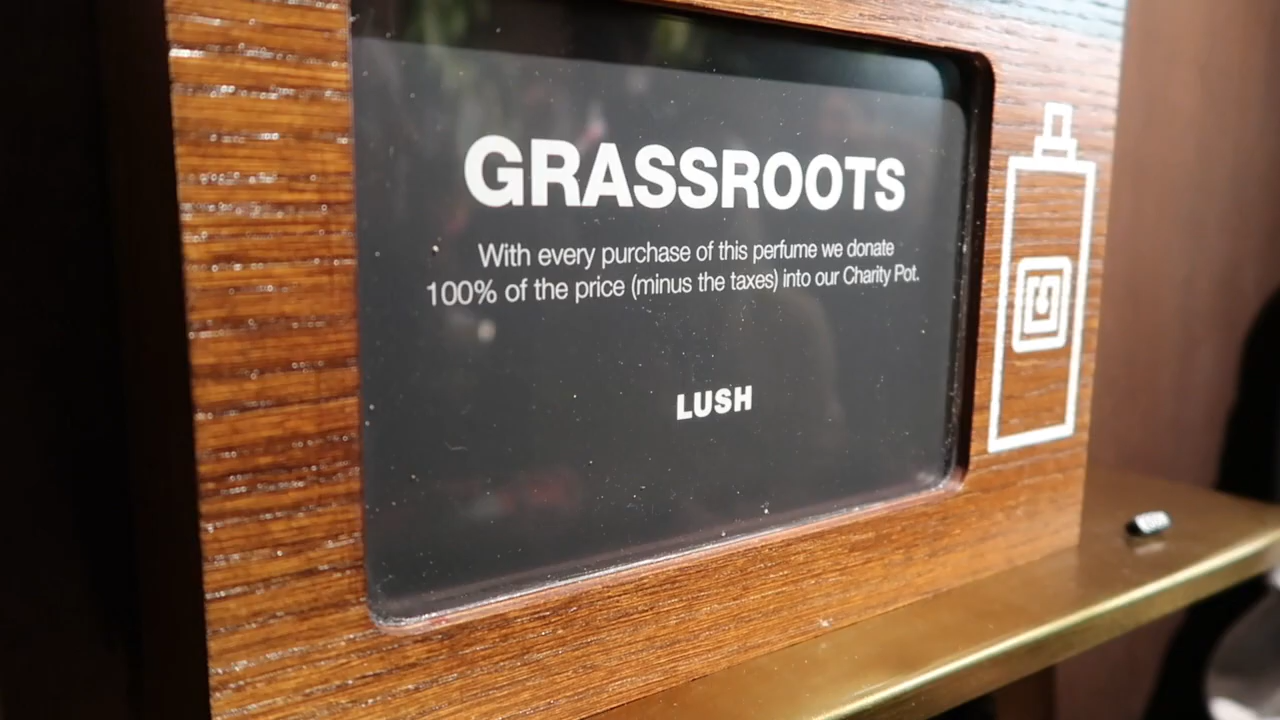 GRASSROOTS
With every purchase of this perfume we donate
100% of the price (minus the taxes) into our Charity Pot.
LUSH